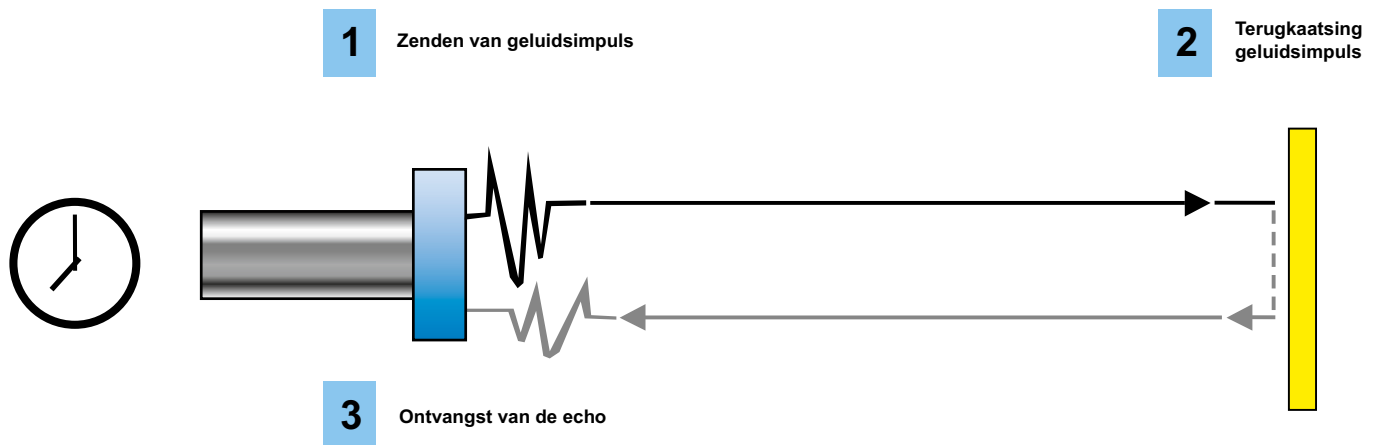 1
Zenden van geluidsimpuls
2
Terugkaatsing
geluidsimpuls
3
Ontvangst van de echo